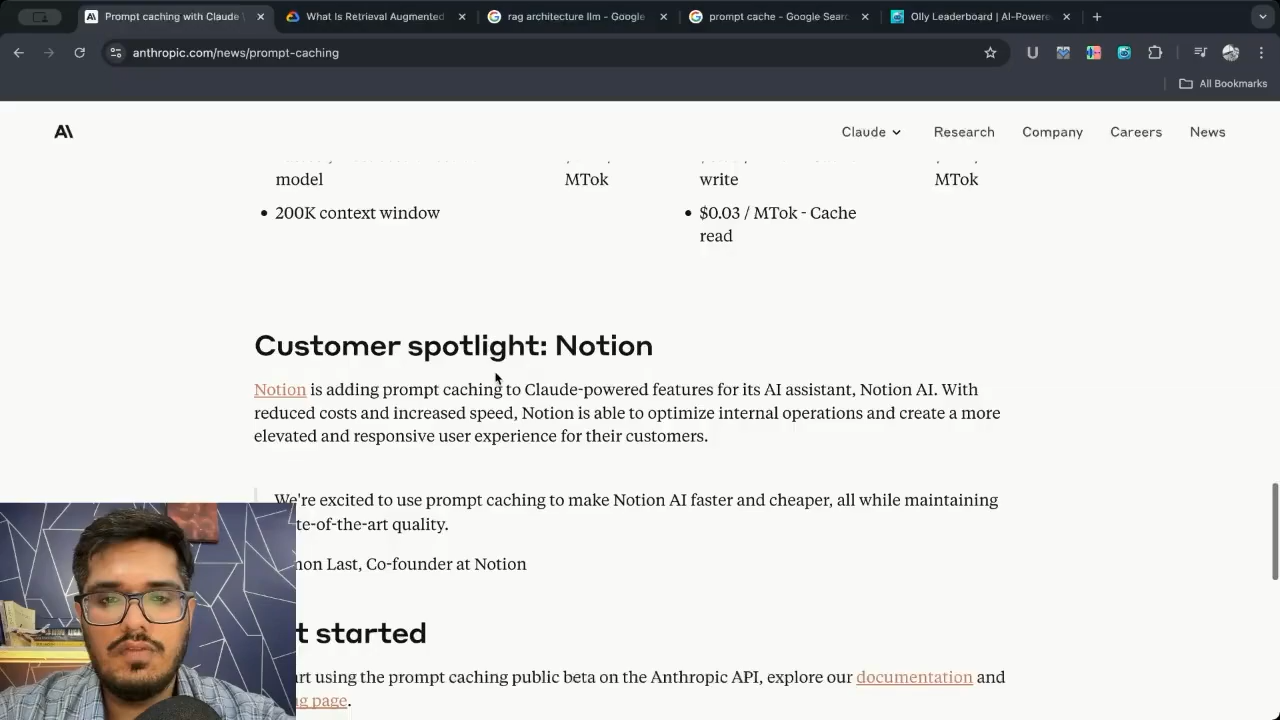 Prompt caching with Claude \
What Is Retrieval Augmented
rag architecture llm - Google
prompt cache - Google Searc
Olly Leaderboard | AI-Powere
anthropic.com/news/prompt-caching
All Bookmarks
Claude
Research
Company
Careers
News
model
MTok
write
MTok
• 200K context window
• $0.03 / MTok - Cache
read
Customer spotlight: Notion
Notion is adding prompt caching to Claude-powered features for its AI assistant, Notion AI. With
reduced costs and increased speed, Notion is able to optimize internal operations and create a more
elevated and responsive user experience for their customers.
We're excited to use prompt caching to make Notion AI faster and cheaper, all while maintaining
te-of-the-art quality.
non Last, Co-founder at Notion
t started
rt using the prompt caching public beta on the Anthropic API, explore our documentation and
g page.